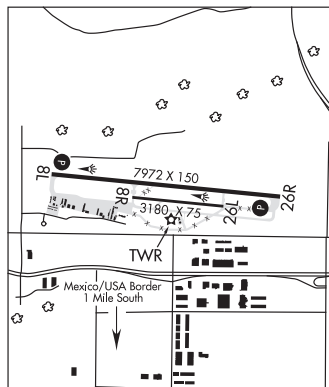 P
8L
7972 X 150
26R
8R
3180 X 75
26L
P
TWR
Mexico/USA Border
1 Mile South